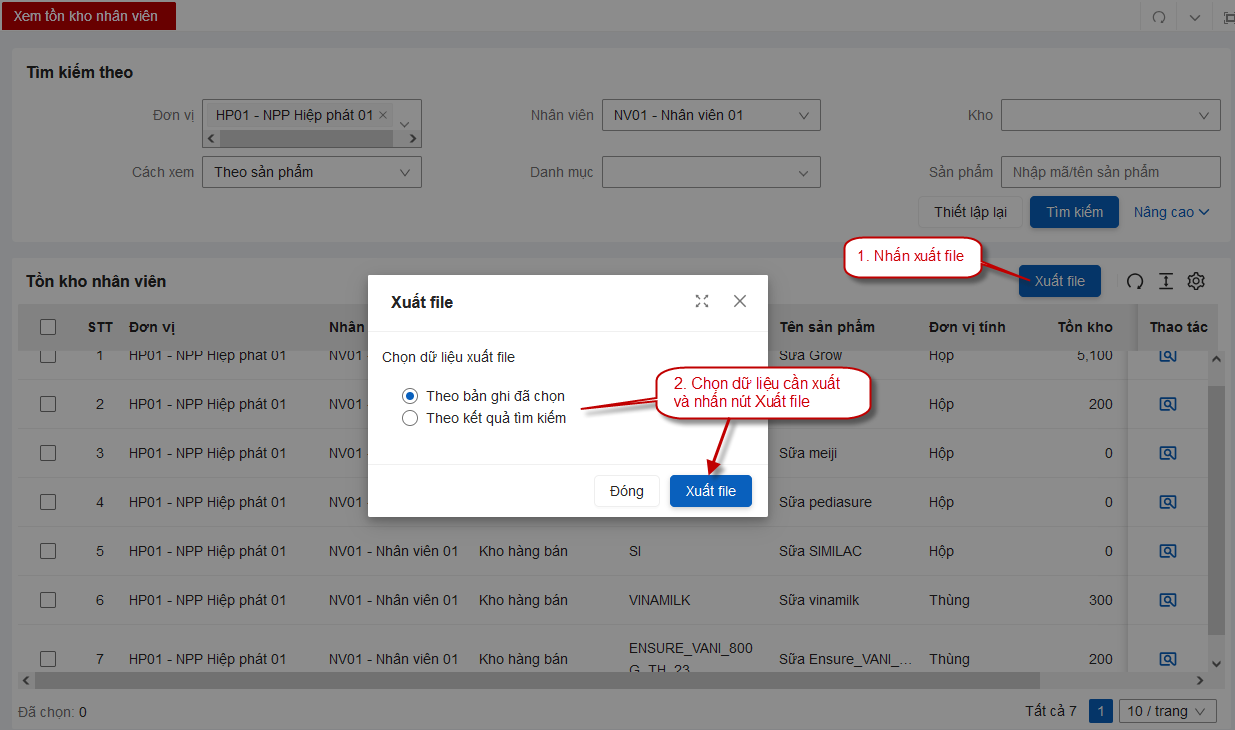 Xem tồn kho nhân viên
Tìm kiếm theo
Đơn vị HP01 - NPP Hiệp phát 01 Nhân viên NV01 - Nhân viên 01 Kho
Cách xem Theo sản phẩm Danh mục Sản phẩm Nhập mã/tên sản phẩm
Thiết lập lại Tìm kiếm Nâng cao
1. Nhấn xuất file
Tồn kho nhân viên Xuất file
Xuất file
STT Đơn vị Nhân Tên sản phẩm Đơn vị tính Tồn kho Thao tác
1 HP01 - NPP Hiệp phát 01 NV01 Sữa Grow Hộp 5,100
Chọn dữ liệu xuất file
2. Chọn dữ liệu cần xuất
và nhấn nút Xuất file
Theo bản ghi đã chọn
Theo kết quả tìm kiếm
2 HP01 - NPP Hiệp phát 01 NV01 - Hộp 200
3 HP01 - NPP Hiệp phát 01 NV01 - Sữa meiji Hộp 0
Đóng Xuất file
4 HP01 - NPP Hiệp phát 01 NV01 - Sữa pediasure Hộp 0
5 HP01 - NPP Hiệp phát 01 NV01 - Nhân viên 01 Kho hàng bán SI Sữa SIMILAC Hộp 0
6 HP01 - NPP Hiệp phát 01 NV01 - Nhân viên 01 Kho hàng bán VINAMILK Sữa vinamilk Thùng 300
7 HP01 - NPP Hiệp phát 01 NV01 - Nhân viên 01 Kho hàng bán ENSURE_VANI_800 Sữa Ensure_VANI_... Thùng 200
G_TH_23
Đã chọn: 0 Tất cả 7 1 10 / trang